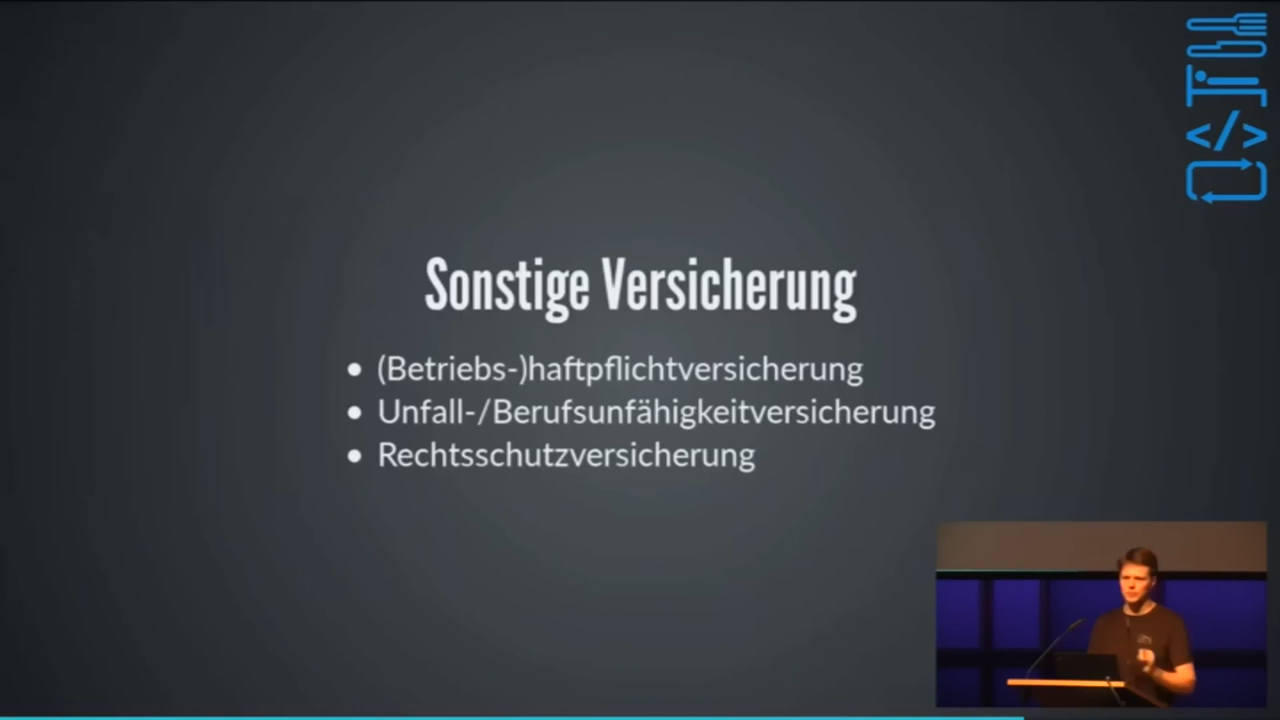 Sonstige Versicherung
(Betriebs-)haftpflichtversicherung
Unfall-/Berufsunfähigkeitversicherung
Rechtsschutzversicherung